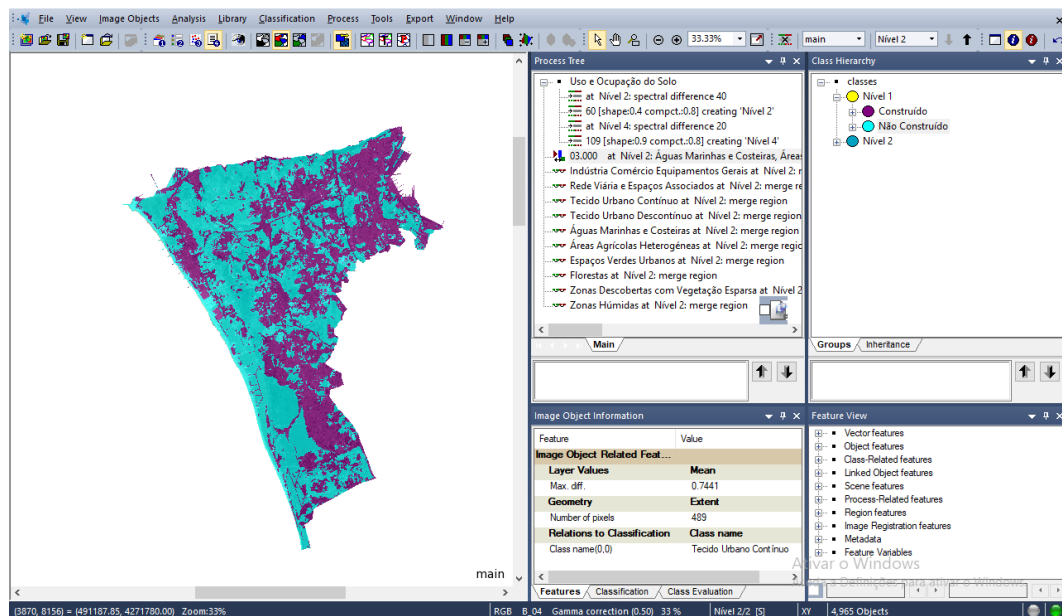 File View Image Objects Analysis Library Classification Process Tools Export Window Help
33.33% main Nível 2
Process Tree
Uso e Ocupação do Solo
at Nível 2: spectral difference 40
60 [shape:0.4 compct.:0.8] creating 'Nível 2'
at Nível 4: spectral difference 20
109 [shape:0.9 compct.:0.8] creating 'Nível 4'
03.000 at Nível 2: Águas Marinhas e Costeiras, Áreas
Indústria Comércio Equipamentos Gerais at Nível 2: r
Rede Viária e Espaços Associados at Nível 2: merge re
Tecido Urbano Contínuo at Nível 2: merge region
Tecido Urbano Descontínuo at Nível 2: merge region
Águas Marinhas e Costeiras at Nível 2: merge region
Áreas Agrícolas Heterogéneas at Nível 2: merge regic
Espaços Verdes Urbanos at Nível 2: merge region
Florestas at Nível 2: merge region
Zonas Descobertas com Vegetação Esparsa at Nível 2
Zonas Húmidas at Nível 2: merge region
Main
Class Hierarchy
classes
Nível 1
Construído
Não Construído
Nível 2
Groups Inheritance
Image Object Information
Feature Value
Image Object Related Feat...
Layer Values Mean
Max. diff. 0.7441
Geometry Extent
Number of pixels 489
Relations to Classification Class name
Class name(0,0) Tecido Urbano Contínuo
Features Classification Class Evaluation
Feature View
Vector features
Object features
Class-Related features
Linked Object features
Scene features
Process-Related features
Region features
Image Registration features
Metadata
Feature Variables
main
Ativar o Windows
a Definições para ativar o Windows.
(3870, 8156) = (491187.85, 4271780.00) Zoom:33% RGB B_04 Gamma correction (0.50) 33 % Nível 2/2 [S] XY 4,965 Objects